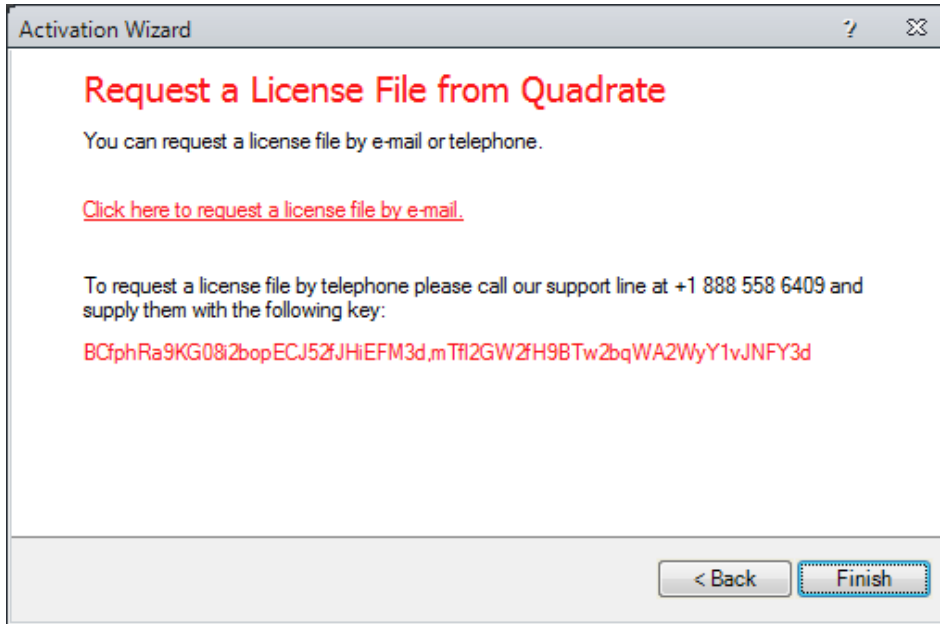 Activation Wizard
Request a License File from Quadrate
You can request a license file by e-mail or telephone.
Click here to request a license file by e-mail.
To request a license file by telephone please call our support line at +1 888 558 6409 and
supply them with the following key:
BCfphRa9KG08i2bopECJ52fJHiEFM3d,mTfl2GW2fH9BTw2bqWA2WyY1vJNFY3d
< Back
Finish